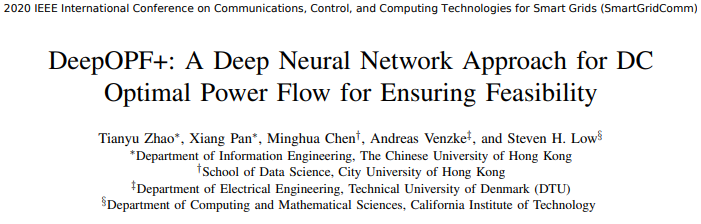 2020 IEEE International Conference on Communications, Control, and Computing Technologies for Smart Grids (SmartGridComm)
DeepOPF+: A Deep Neural Network Approach for DC
Optimal Power Flow for Ensuring Feasibility
Tianyu Zhao*, Xiang Pan*, Minghua Chen†, Andreas Venzke‡, and Steven H. Low§
*Department of Information Engineering, The Chinese University of Hong Kong
†School of Data Science, City University of Hong Kong
‡Department of Electrical Engineering, Technical University of Denmark (DTU)
§Department of Computing and Mathematical Sciences, California Institute of Technology